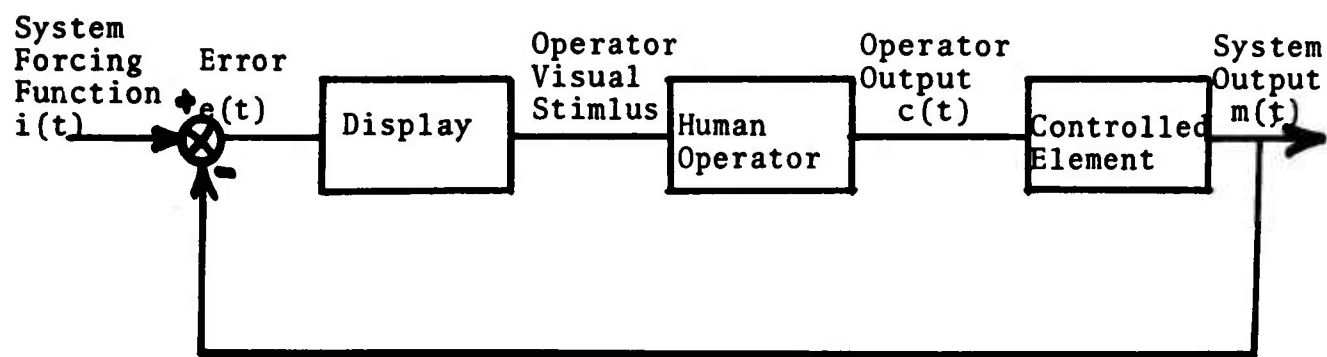 System
Forcing
Function
i(t)
+
-
Error
e(t)
Display
Operator
Visual
Stimlus
Human
Operator
Operator
Output
c(t)
Controlled
Element
System
Output
m(t)